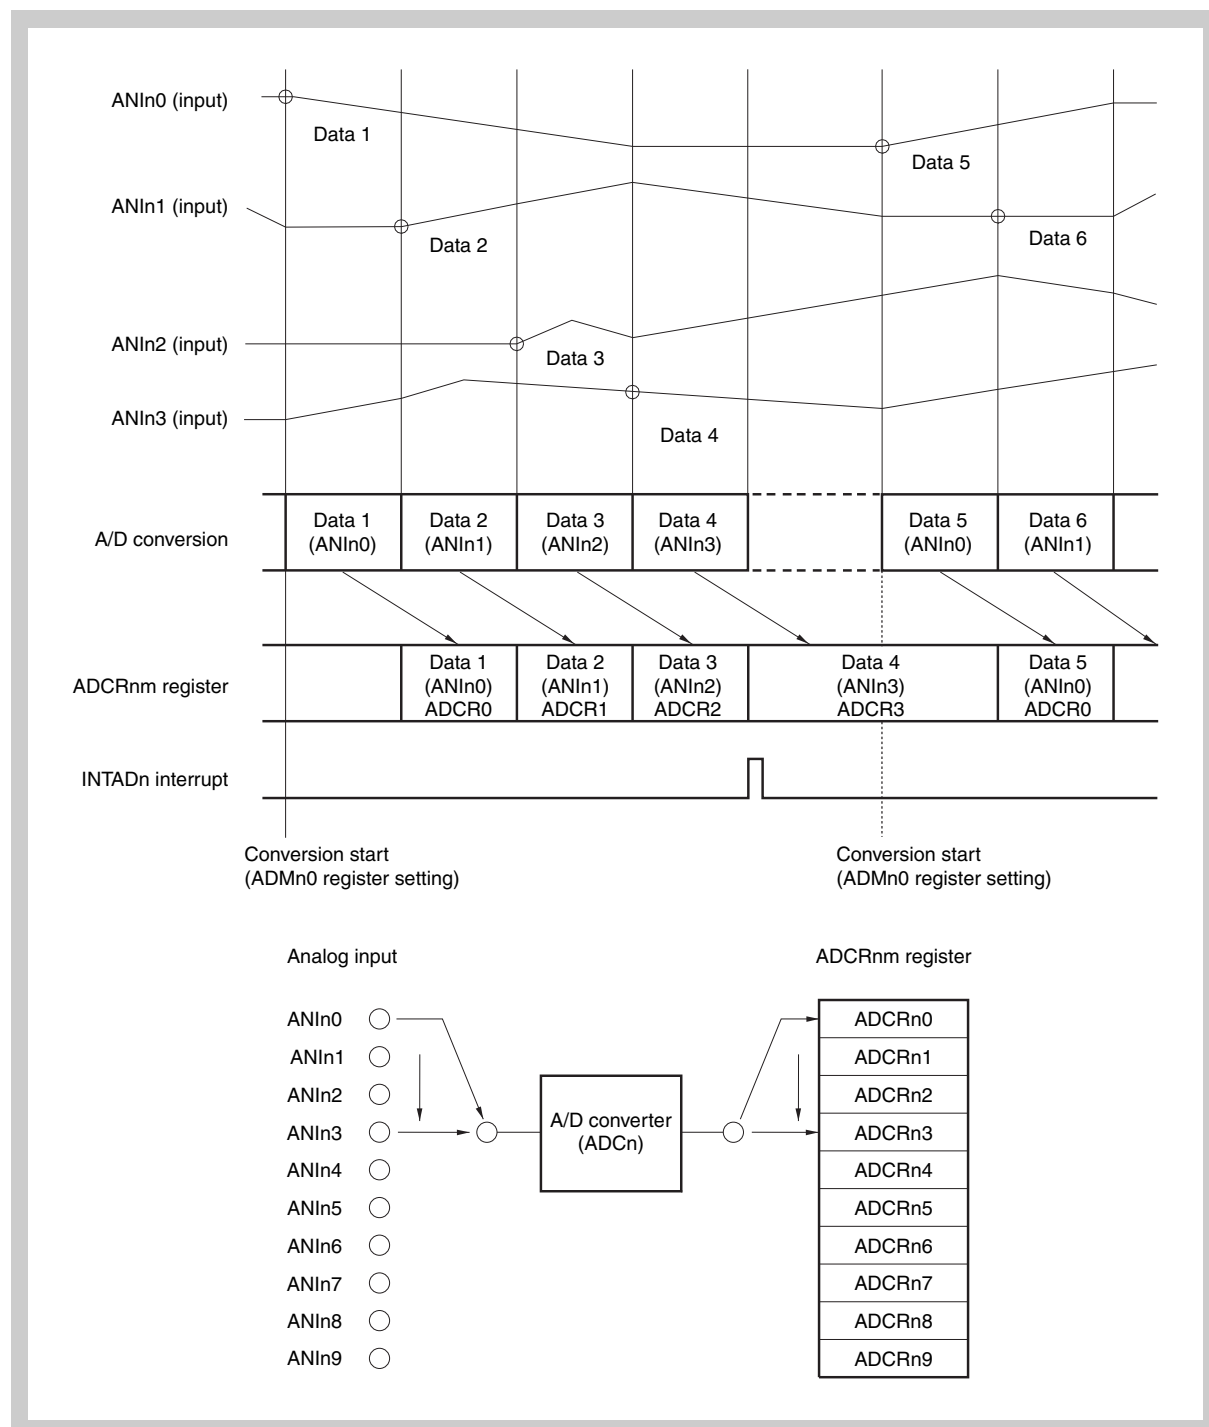 ANIn0 (input)
Data 1
Data 5
ANIn1 (input)
Data 2
Data 6
ANIn2 (input)
Data 3
ANIn3 (input)
Data 4
A/D conversion
Data 1
(ANIn0)
Data 2
(ANIn1)
Data 3
(ANIn2)
Data 4
(ANIn3)
Data 5
(ANIn0)
Data 6
(ANIn1)
ADCRnm register
Data 1
(ANIn0)
ADCR0
Data 2
(ANIn1)
ADCR1
Data 3
(ANIn2)
ADCR2
Data 4
(ANIn3)
ADCR3
Data 5
(ANIn0)
ADCR0
INTADn interrupt
Conversion start
(ADMn0 register setting)
Conversion start
(ADMn0 register setting)
Analog input
ANIn0
ANIn1
ANIn2
ANIn3
ANIn4
ANIn5
ANIn6
ANIn7
ANIn8
ANIn9
A/D converter
(ADCn)
ADCRnm register
ADCRn0
ADCRn1
ADCRn2
ADCRn3
ADCRn4
ADCRn5
ADCRn6
ADCRn7
ADCRn8
ADCRn9